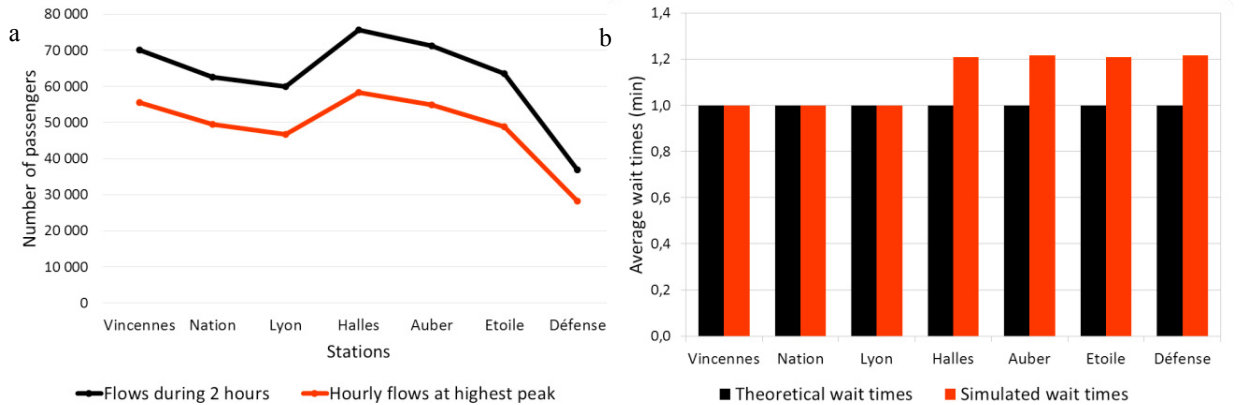 a
Number of passengers
80 000
70 000
60 000
50 000
40 000
30 000
20 000
10 000
0
Vincennes Nation Lyon Halles Auber Etoile Défense
Stations
Flows during 2 hours Hourly flows at highest peak
b
Average wait times (min)
1,4
1,2
1,0
0,8
0,6
0,4
0,2
0,0
Vincennes Nation Lyon Halles Auber Etoile Défense
Theoretical wait times Simulated wait times